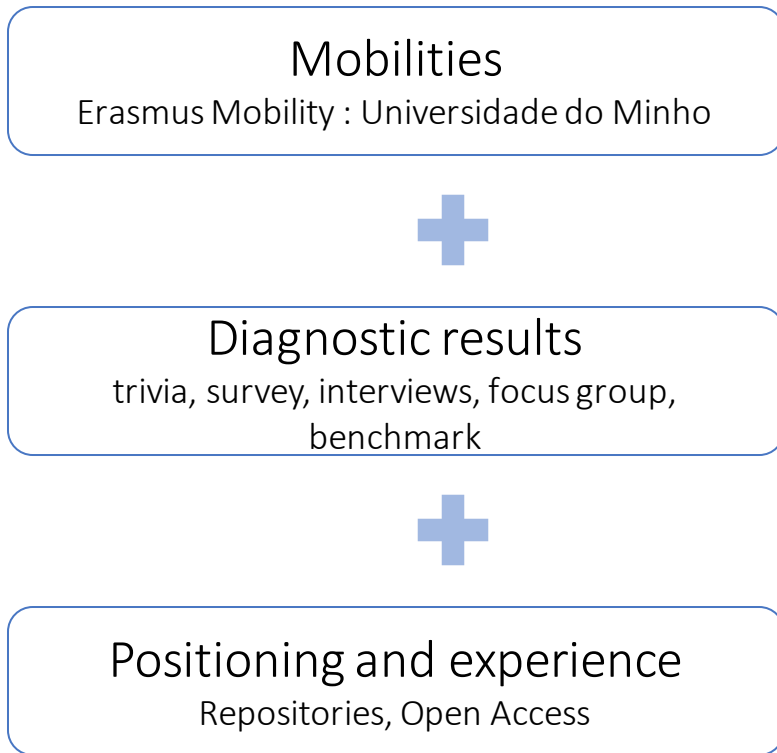 Mobilities
Erasmus Mobility : Universidade do Minho
Diagnostic results
trivia, survey, interviews, focus group,
benchmark
Positioning and experience
Repositories, Open Access